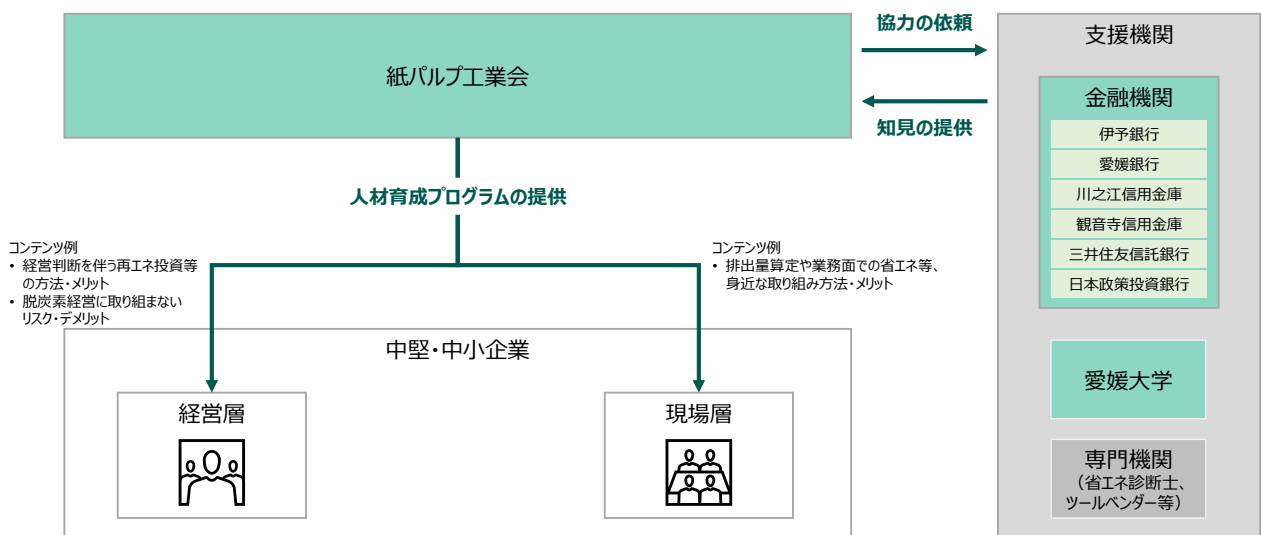 紙パルプ工業会
協力の依頼
知見の提供
支援機関
金融機関
伊予銀行
愛媛銀行
川之江信用金庫
観音寺信用金庫
三井住友信託銀行
日本政策投資銀行
愛媛大学
専門機関
（省エネ診断士、
ツールベンダー等）
人材育成プログラムの提供
コンテンツ例
• 経営判断を伴う再エネ投資等
の方法・メリット
• 脱炭素経営に取り組まない
リスク・デメリット
コンテンツ例
• 排出量算定や業務面での省エネ等、
身近な取り組み方法・メリット
中堅・中小企業
経営層
現場層